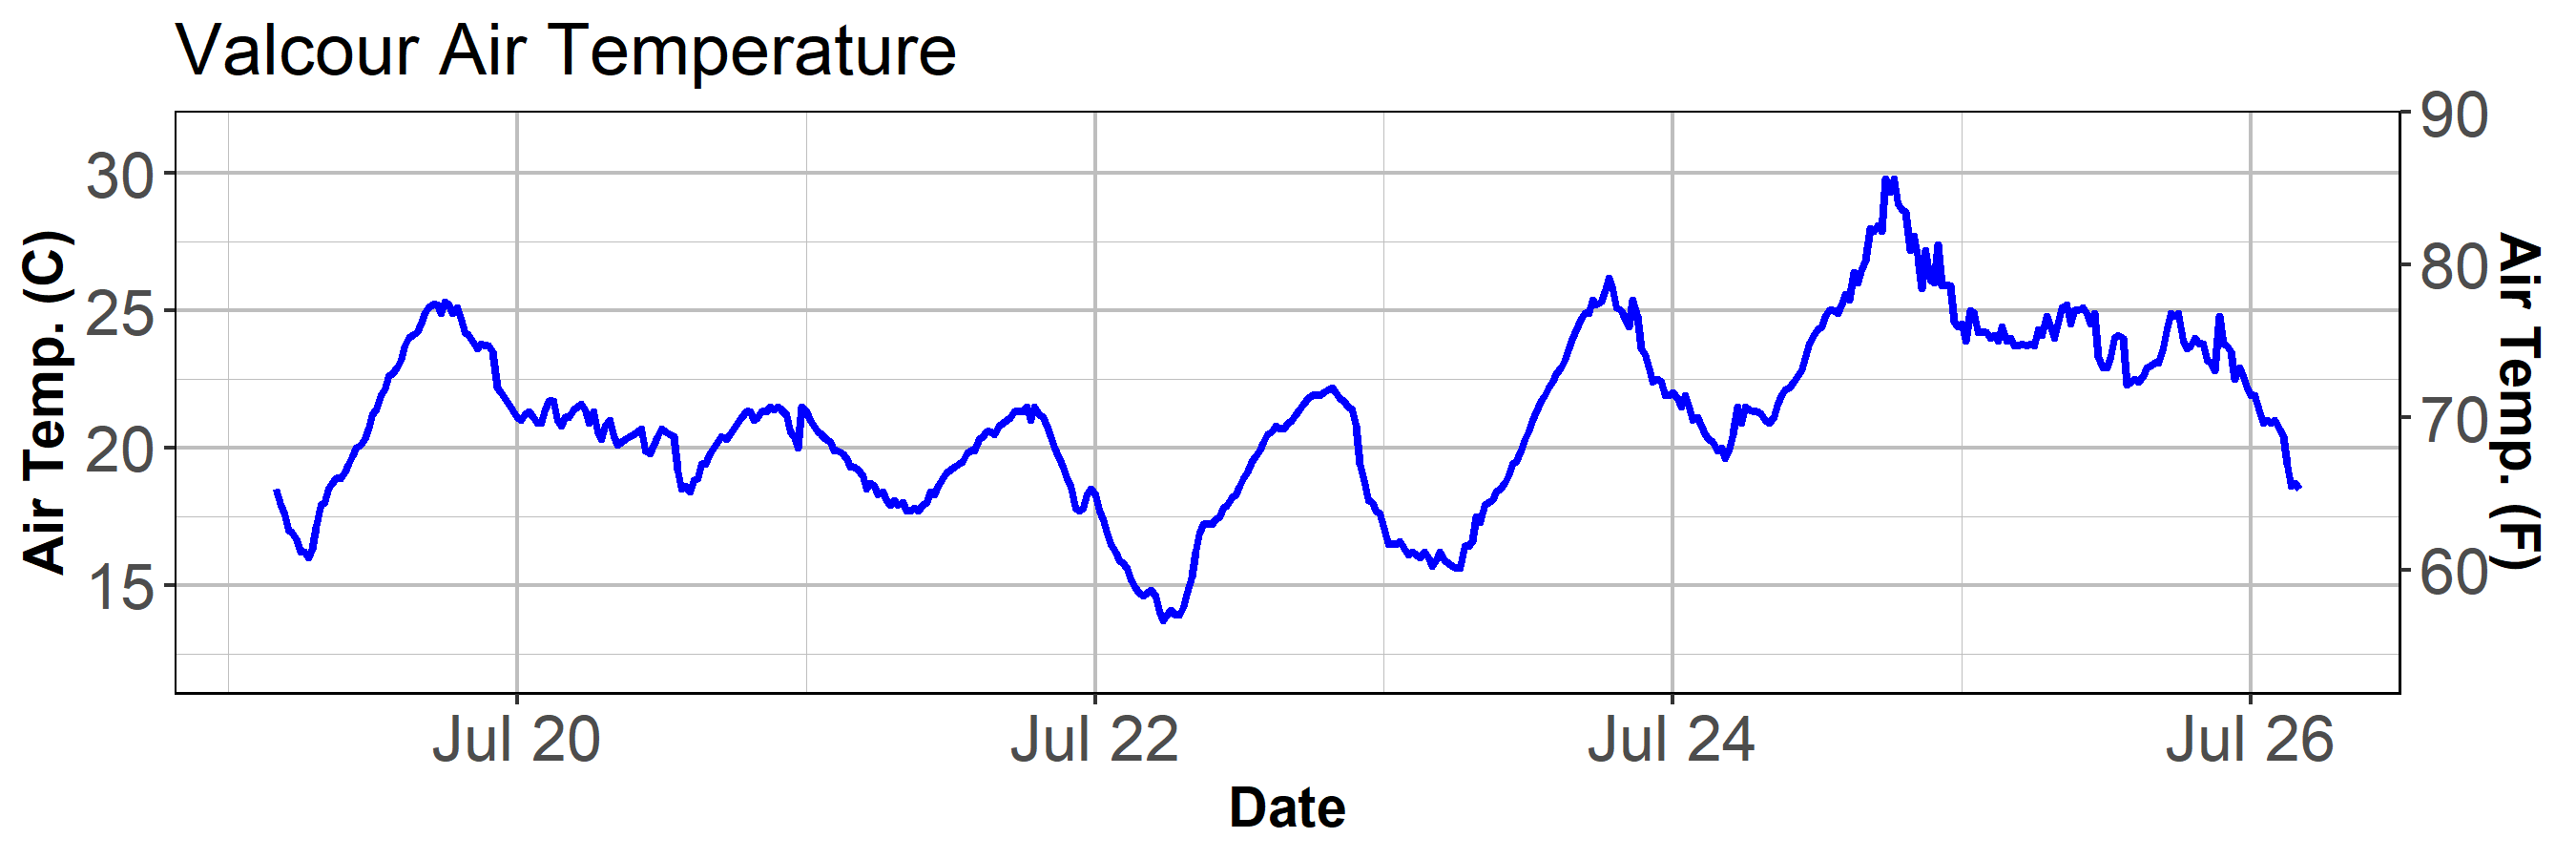 Valcour Air Temperature
Air Temp. (C)
30
25
20
15
90
80
70
60
Air Temp. (F)
Jul 20
Jul 22
Jul 24
Jul 26
Date